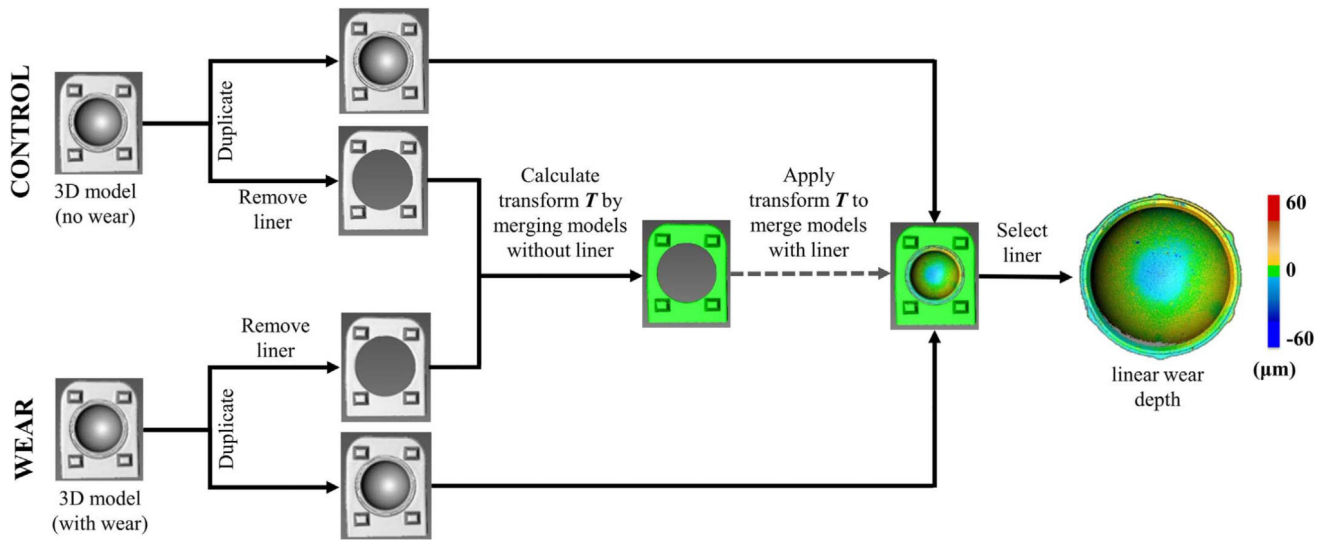 CONTROL
3D model
(no wear)
Duplicate
Remove
liner
Calculate
transform T by
merging models
without liner
Apply
transform T to
merge models
with liner
Select
liner
60
0
-60
(μm)
linear wear
depth
WEAR
3D model
(with wear)
Duplicate
Remove
liner